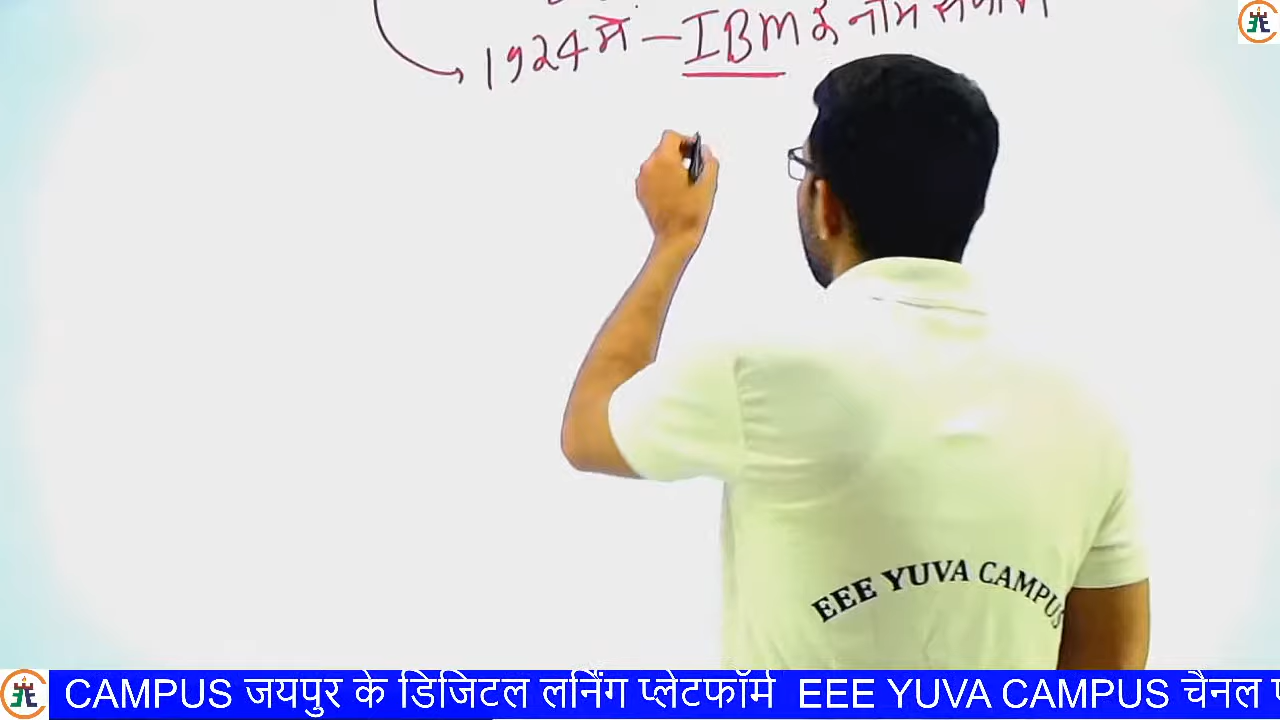 1924 में — IBM के नाम से जाना
EEE YUVA CAMPUS
CAMPUS जयपुर के डिजिटल लर्निंग प्लेटफॉर्म EEE YUVA CAMPUS चैनल